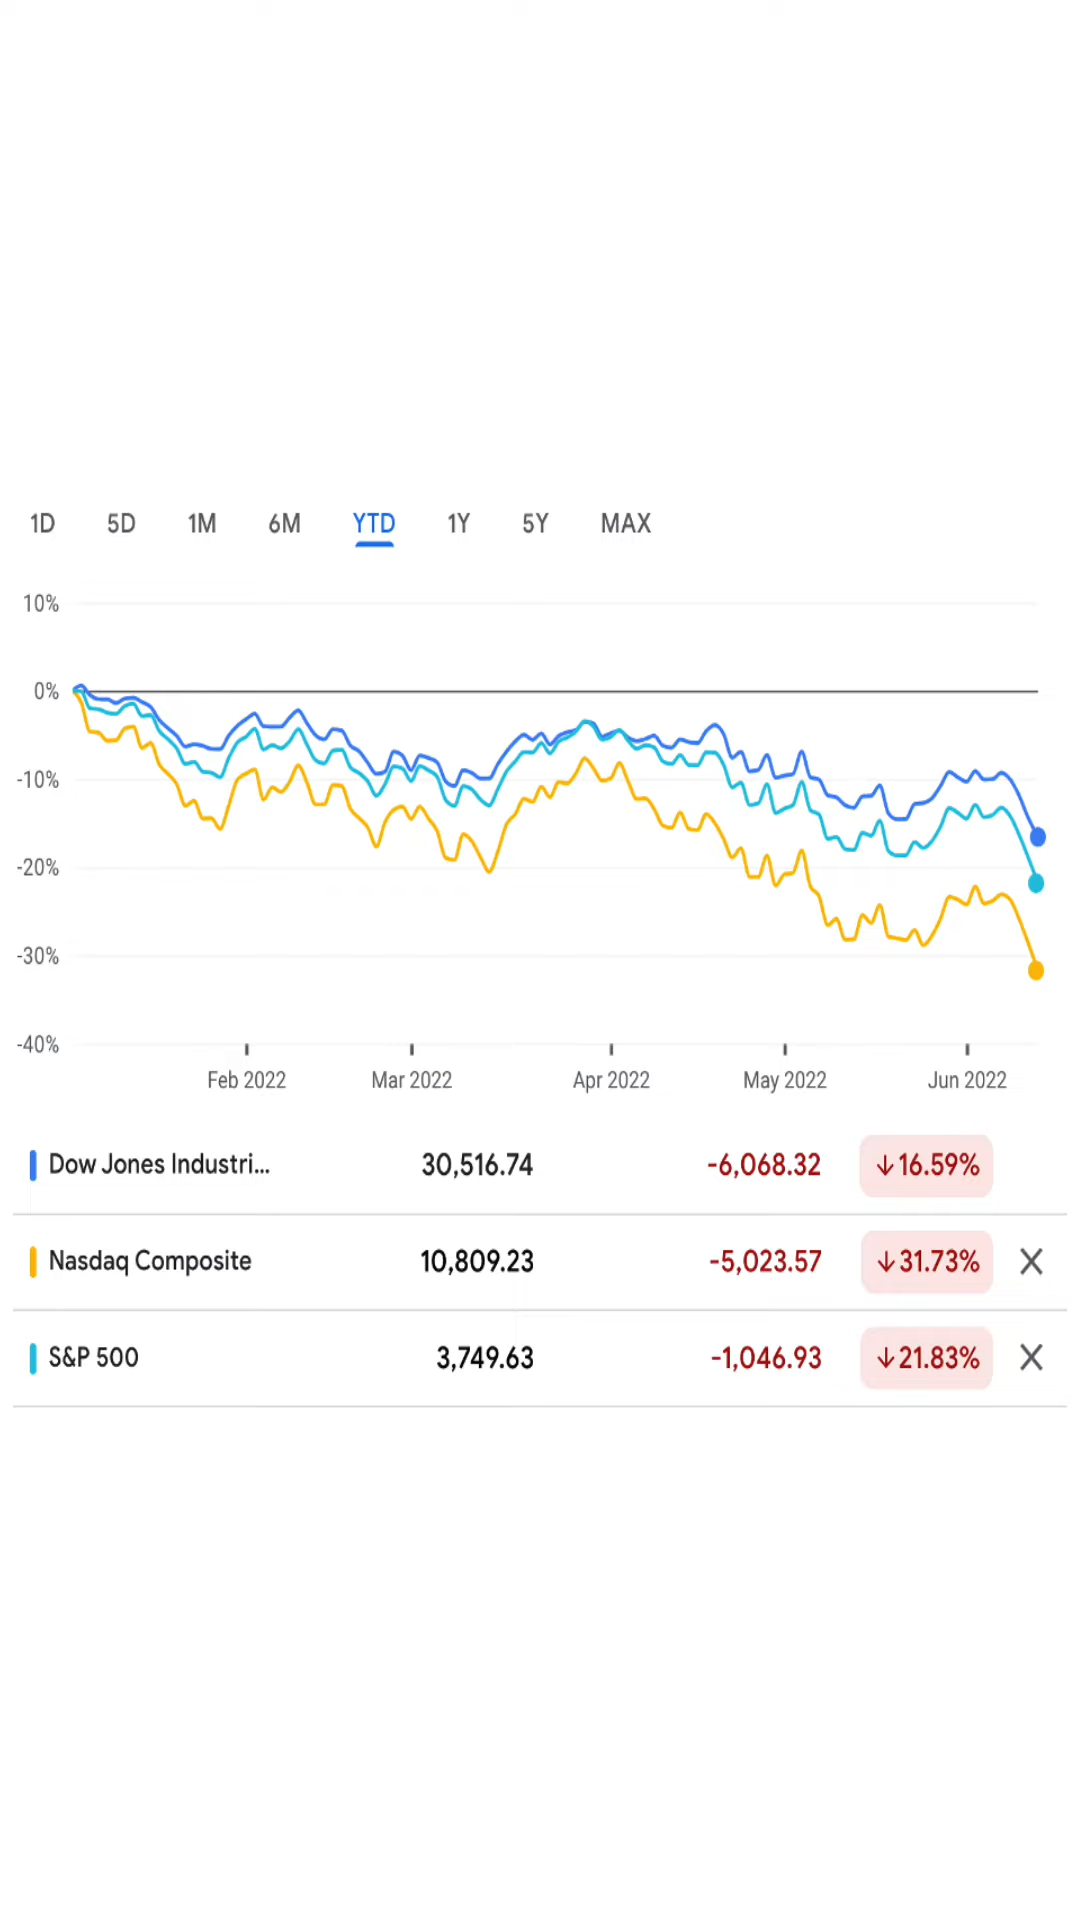 1D 5D 1M 6M YTD 1Y 5Y MAX
10%
0%
-10%
-20%
-30%
-40%
Feb 2022 Mar 2022 Apr 2022 May 2022 Jun 2022
Dow Jones Industri... 30,516.74 -6,068.32 ↓16.59%
Nasdaq Composite 10,809.23 -5,023.57 ↓31.73%
S&P 500 3,749.63 -1,046.93 ↓21.83%